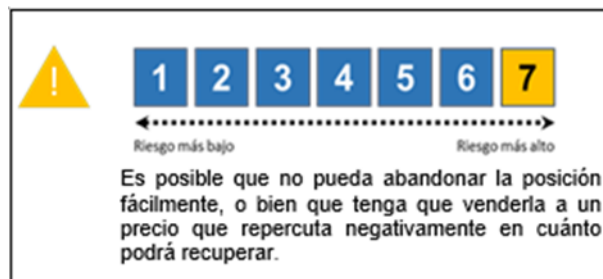 !
1 2 3 4 5 6 7
Riesgo más bajo Riesgo más alto
Es posible que no pueda abandonar la posición
fácilmente, o bien que tenga que venderla a un
precio que repercuta negativamente en cuánto
podrá recuperar.